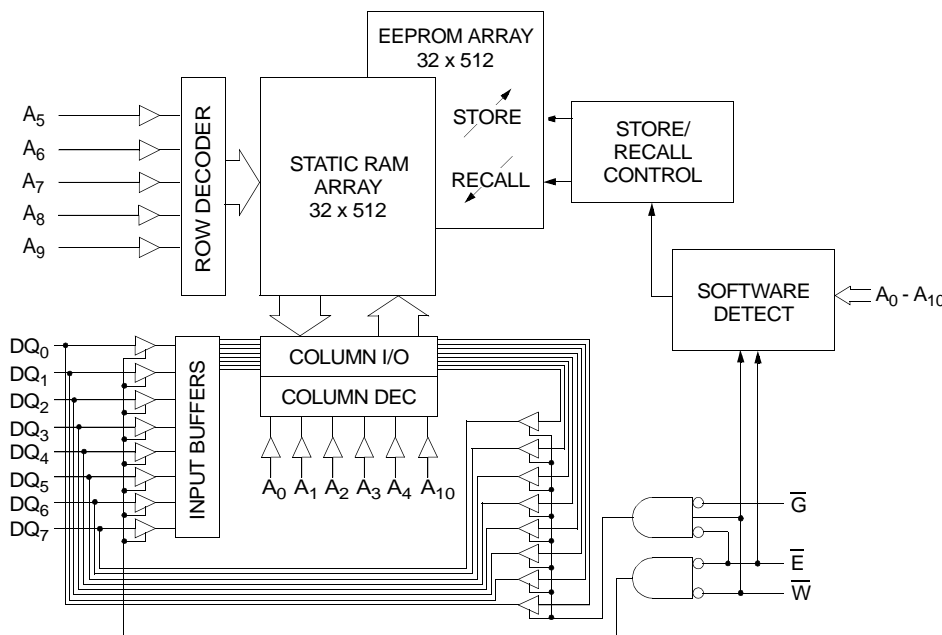 EEPROM ARRAY
32 x 512
STORE
RECALL
STATIC RAM
ARRAY
32 x 512
STORE/
RECALL
CONTROL
A5
A6
A7
A8
A9
ROW DECODER
SOFTWARE
DETECT
A0 - A10
DQ0
DQ1
DQ2
DQ3
DQ4
DQ5
DQ6
DQ7
INPUT BUFFERS
COLUMN I/O
COLUMN DEC
A0 A1 A2 A3 A4 A10
G̅
E̅
W̅